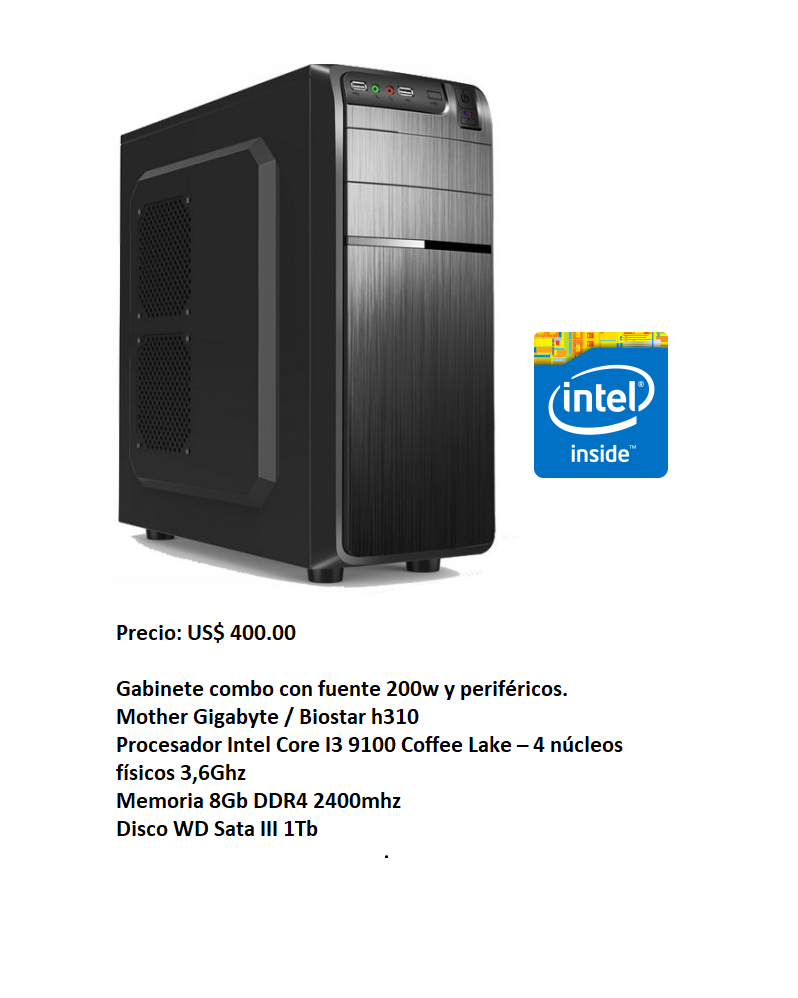 intel®
inside™
Precio: US$ 400.00
Gabinete combo con fuente 200w y periféricos.
Mother Gigabyte / Biostar h310
Procesador Intel Core I3 9100 Coffee Lake – 4 núcleos
físicos 3,6Ghz
Memoria 8Gb DDR4 2400mhz
Disco WD Sata III 1Tb
.